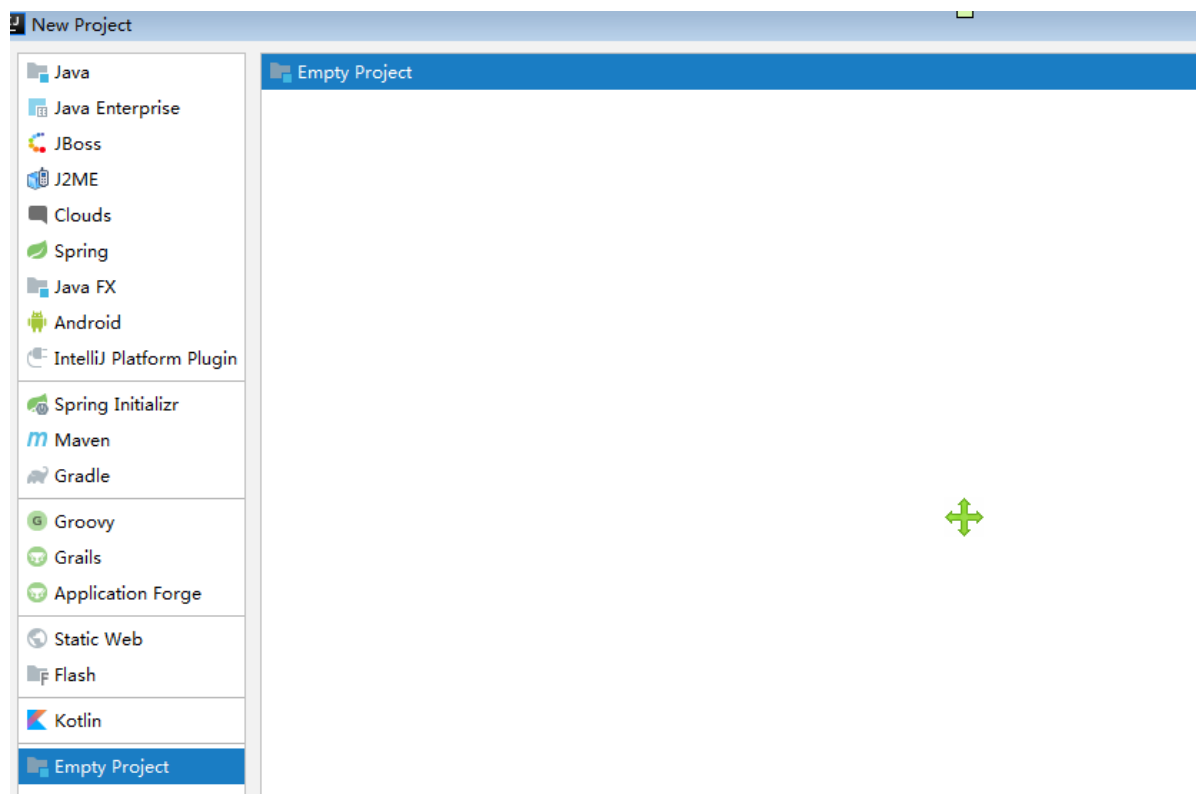 New Project
Java
Empty Project
Java Enterprise
JBoss
J2ME
Clouds
Spring
Java FX
Android
IntelliJ Platform Plugin
Spring Initializr
Maven
Gradle
Groovy
Grails
Application Forge
Static Web
Flash
Kotlin
Empty Project